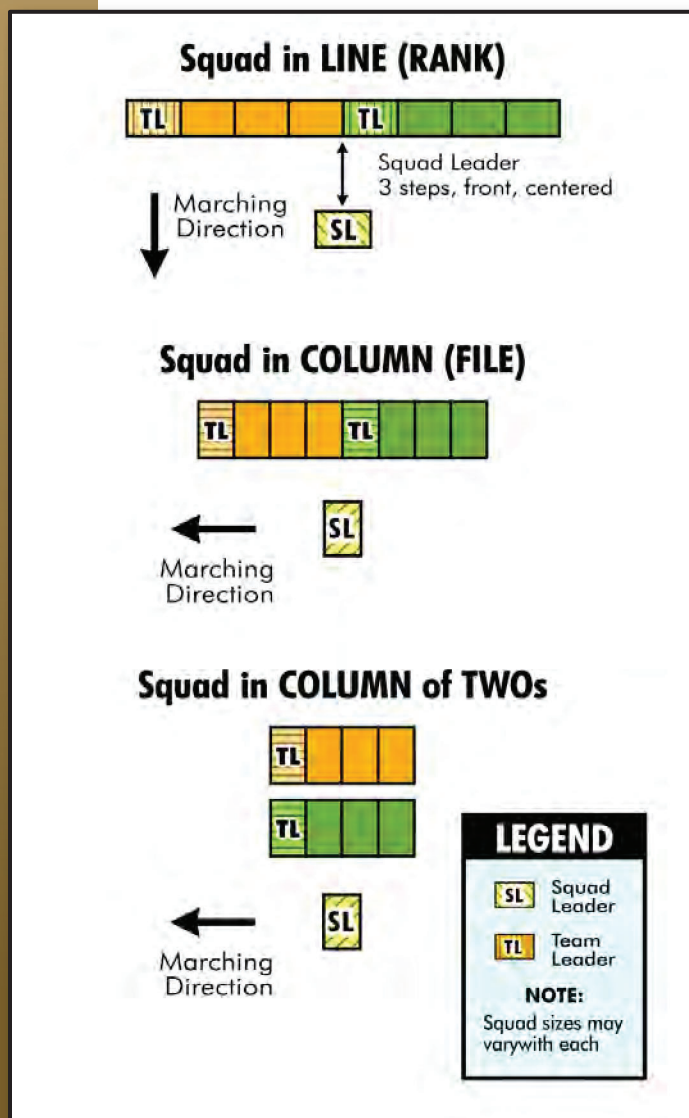 Squad in LINE (RANK)
TL
TL
Squad Leader
3 steps, front, centered
Marching
Direction
SL
Squad in COLUMN (FILE)
TL
TL
SL
Marching
Direction
Squad in COLUMN of TWOs
TL
TL
SL
Marching
Direction
LEGEND
SL Squad
Leader
TL Team
Leader
NOTE:
Squad sizes may
varywith each